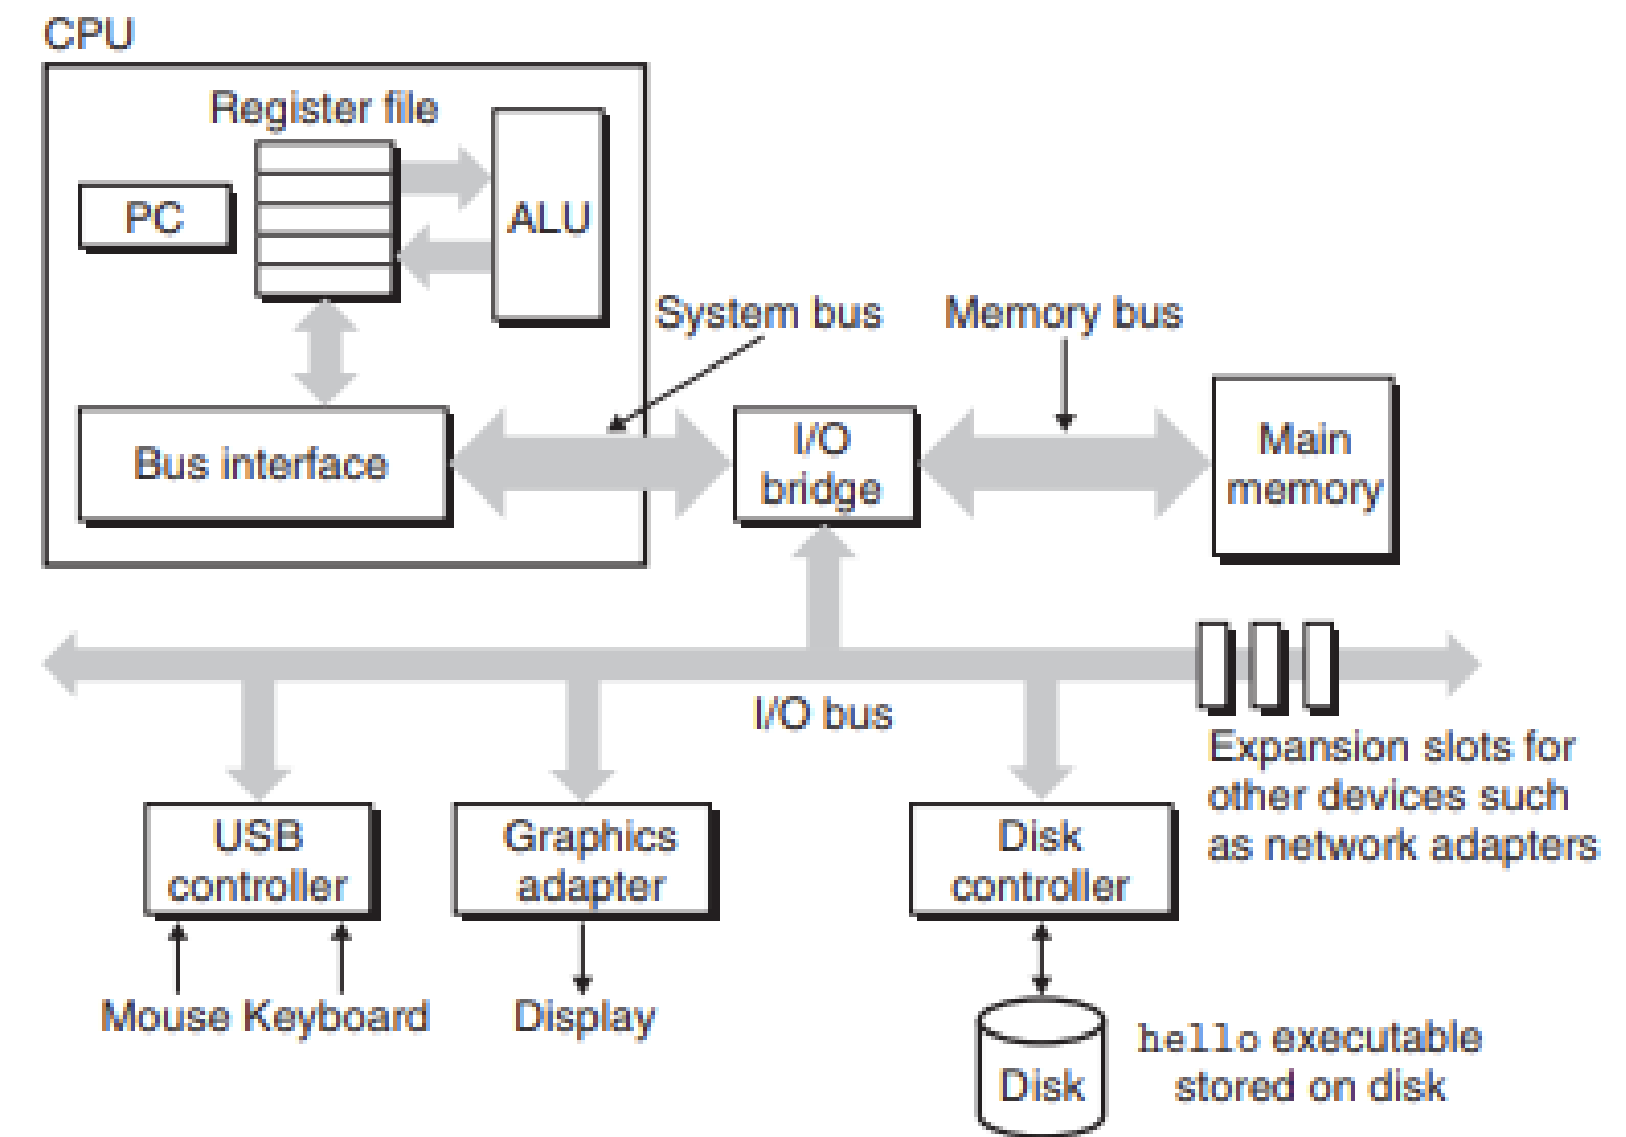 CPU
Register file
PC
ALU
System bus
Memory bus
Bus interface
I/O
bridge
Main
memory
I/O bus
Expansion slots for
other devices such
as network adapters
USB
controller
Graphics
adapter
Disk
controller
Mouse Keyboard
Display
Disk
hello executable
stored on disk